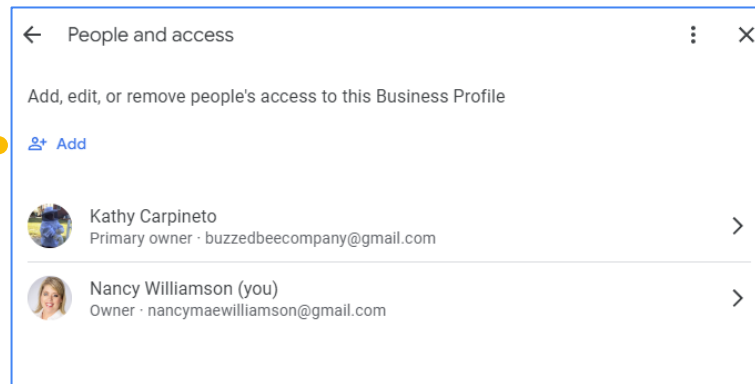 People and access
Add, edit, or remove people's access to this Business Profile
Add
Kathy Carpineto
Primary owner · buzzedbeecompany@gmail.com
Nancy Williamson (you)
Owner · nancymaewilliamson@gmail.com